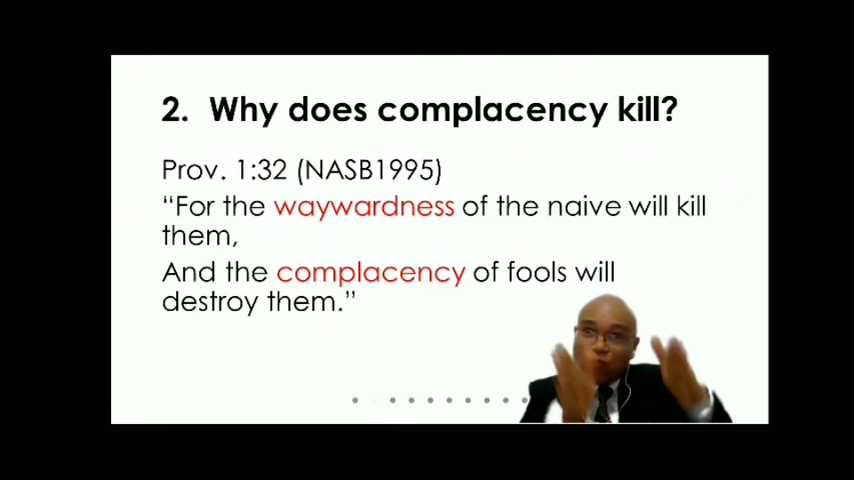 2. Why does complacency kill?
Prov. 1:32 (NASB1995)
“For the waywardness of the naive will kill
them,
And the complacency of fools will
destroy them.”